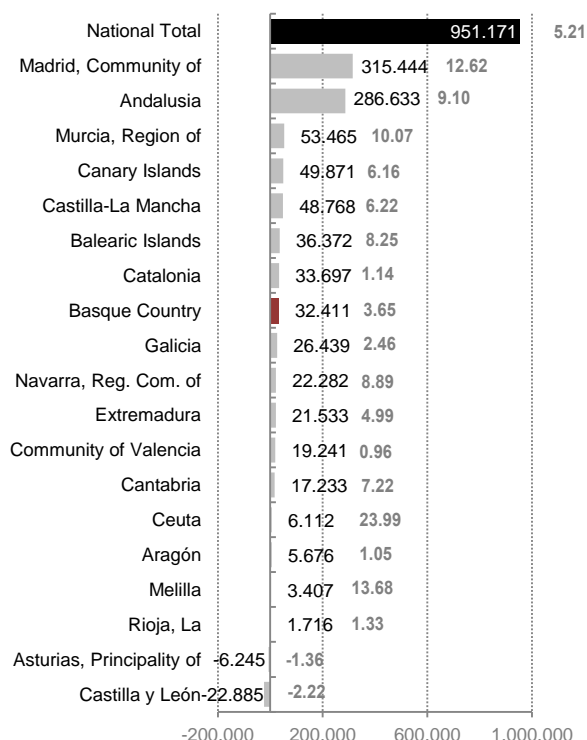 National Total 951.171 5.21
Madrid, Community of 315.444 12.62
Andalusia 286.633 9.10
Murcia, Region of 53.465 10.07
Canary Islands 49.871 6.16
Castilla-La Mancha 48.768 6.22
Balearic Islands 36.372 8.25
Catalonia 33.697 1.14
Basque Country 32.411 3.65
Galicia 26.439 2.46
Navarra, Reg. Com. of 22.282 8.89
Extremadura 21.533 4.99
Community of Valencia 19.241 0.96
Cantabria 17.233 7.22
Ceuta 6.112 23.99
Aragón 5.676 1.05
Melilla 3.407 13.68
Rioja, La 1.716 1.33
Asturias, Principality of -6.245 -1.36
Castilla y León -22.885 -2.22
-200.000 200.000 600.000 1.000.000